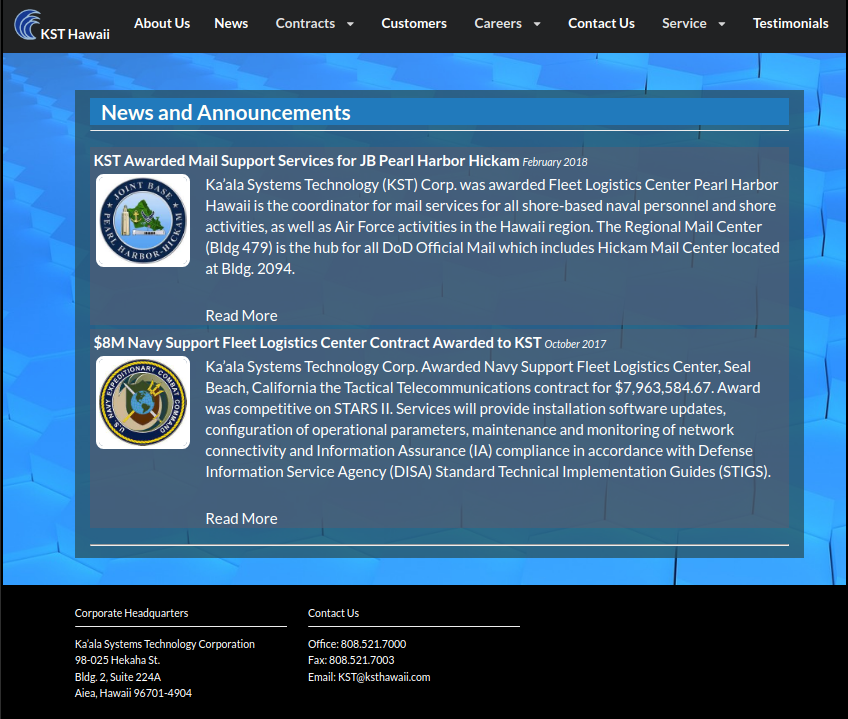 KST Hawaii
About Us News Contracts Customers Careers Contact Us Service Testimonials
News and Announcements
KST Awarded Mail Support Services for JB Pearl Harbor Hickam February 2018
JOINT BASE
PEARL HARBOR-HICKAM
Ka'ala Systems Technology (KST) Corp. was awarded Fleet Logistics Center Pearl Harbor
Hawaii is the coordinator for mail services for all shore-based naval personnel and shore
activities, as well as Air Force activities in the Hawaii region. The Regional Mail Center
(Bldg 479) is the hub for all DoD Official Mail which includes Hickam Mail Center located
at Bldg. 2094.
Read More
$8M Navy Support Fleet Logistics Center Contract Awarded to KST October 2017
NAVY EXPEDITIONARY COMBAT COMMAND
U.S.
Ka'ala Systems Technology Corp. Awarded Navy Support Fleet Logistics Center, Seal
Beach, California the Tactical Telecommunications contract for $7,963,584.67. Award
was competitive on STARS II. Services will provide installation software updates,
configuration of operational parameters, maintenance and monitoring of network
connectivity and Information Assurance (IA) compliance in accordance with Defense
Information Service Agency (DISA) Standard Technical Implementation Guides (STIGS).
Read More
Corporate Headquarters
Ka'ala Systems Technology Corporation
98-025 Hekaha St.
Bldg. 2, Suite 224A
Aiea, Hawaii 96701-4904
Contact Us
Office: 808.521.7000
Fax: 808.521.7003
Email: KST@ksthawaii.com